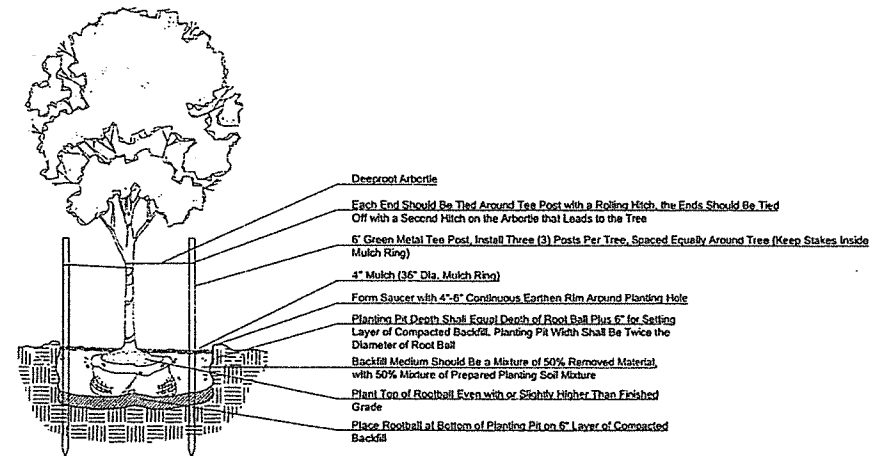 Deeproot Arbortie
Each End Should Be Tied Around Tee Post with a Rolling Hitch, the Ends Should Be Tied
Off with a Second Hitch on the Arbortie that Leads to the Tree
6' Green Metal Tee Post, Install Three (3) Posts Per Tree, Spaced Equally Around Tree (Keep Stakes Inside
Mulch Ring)
4" Mulch (36" Dia. Mulch Ring)
Form Saucer with 4"-6" Continuous Earthen Rim Around Planting Hole
Planting Pit Depth Shall Equal Depth of Root Ball Plus 6" for Setting
Layer of Compacted Backfill. Planting Pit Width Shall Be Twice the
Diameter of Root Ball
Backfill Medium Should Be a Mixture of 50% Removed Material,
with 50% Mixture of Prepared Planting Soil Mixture
Plant Top of Rootball Even with or Slightly Higher Than Finished
Grade
Place Rootball at Bottom of Planting Pit on 6" Layer of Compacted
Backfill